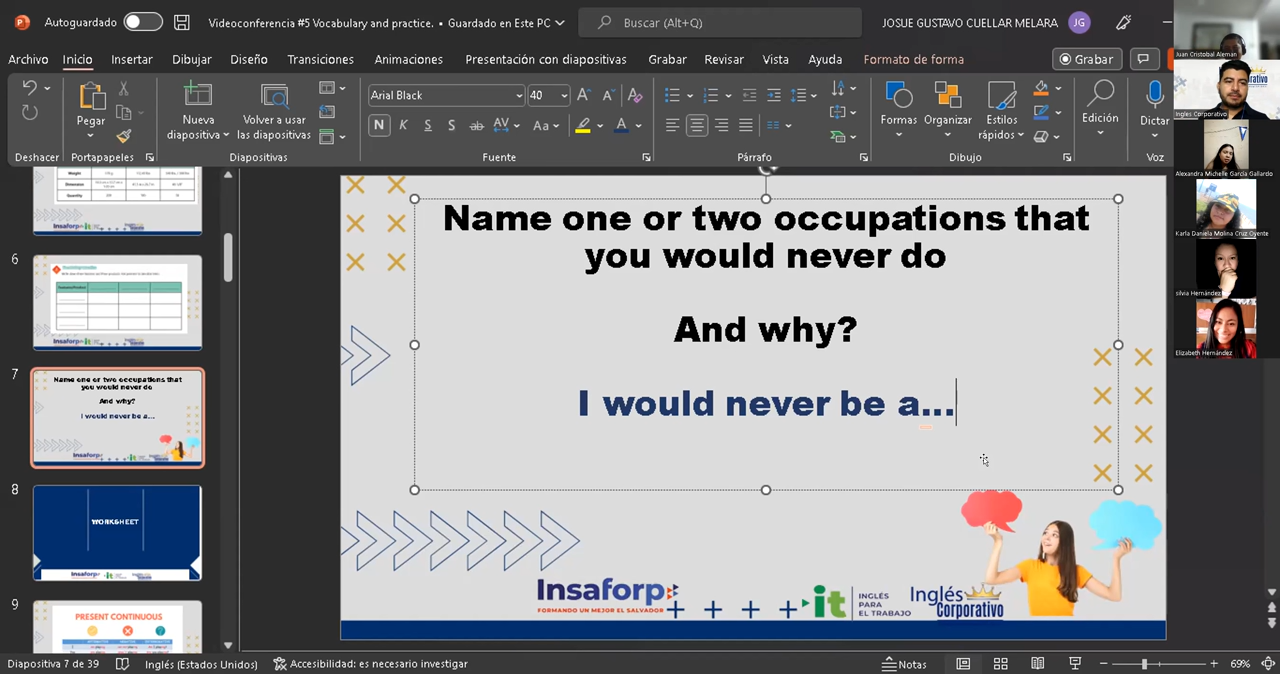 Autoguardado
Videoconferencia #5 Vocabulary and practice. • Guardado en Este PC
Buscar (Alt+Q)
JOSUE GUSTAVO CUELLAR MELARA
JG
Archivo
Inicio
Insertar
Dibujar
Diseño
Transiciones
Animaciones
Presentación con diapositivas
Grabar
Revisar
Vista
Ayuda
Formato de forma
Grabar
Pegar
Nueva
diapositiva
Volver a usar
las diapositivas
Arial Black
40
N K S S ab AV Aa A
Formas
Organizar
Estilos
rápidos
Edición
Dictar
Deshacer
Portapapeles
Diapositivas
Fuente
Párrafo
Dibujo
Voz
Juan Cristobal Aleman
Ingles Corporativo
Alexandra Michelle Garcia Gallardo
Karla Daniela Molina Cruz Oyente
silvia Hernández
Elizabeth Hernández
6
7
Name one or two occupations that
you would never do
And why?
I would never be a...
8
WORKSHEET
9
PRESENT CONTINUOUS
Name one or two occupations that
you would never do
And why?
I would never be a...
Insaforp
FORMANDO UN MEJOR EL SALVADOR
it
INGLÉS
PARA
EL TRABAJO
Inglés
Corporativo
Diapositiva 7 de 39
Inglés (Estados Unidos)
Accesibilidad: es necesario investigar
Notas
69%